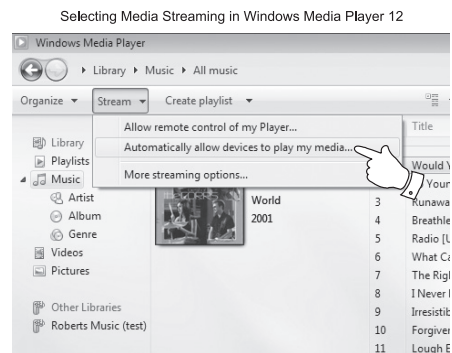 Selecting Media Streaming in Windows Media Player 12
Windows Media Player
Library Music All music
Organize Stream Create playlist
Allow remote control of my Player...
Automatically allow devices to play my media...
More streaming options...
Title
Library
Playlists
Music
Artist
Album
Genre
Videos
Pictures
Other Libraries
Roberts Music (test)
World
2001
Would
Your
3 Runawa
4 Breathle
5 Radio [U
6 What Ca
7 The Rig
8 I Never
9 Irresistib
10 Forgiver
11 Lough E